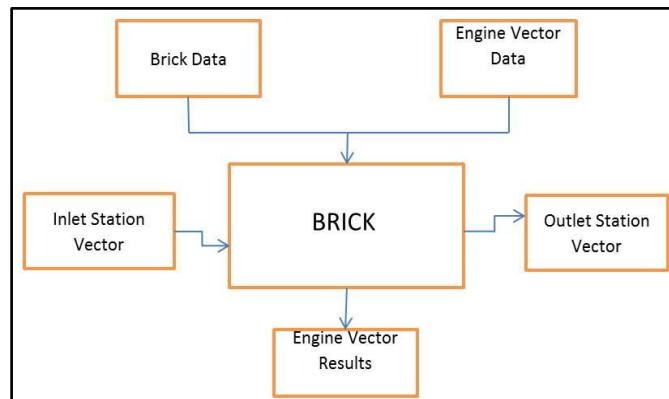 Brick Data
Engine Vector
Data
Inlet Station
Vector
BRICK
Outlet Station
Vector
Engine Vector
Results